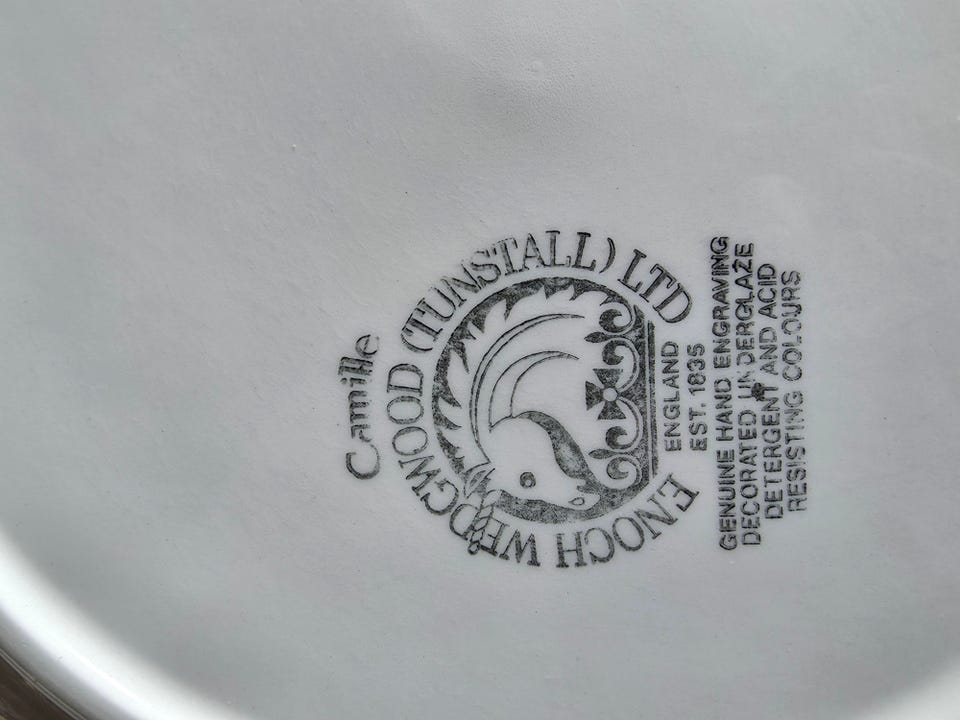 Camille
ENOCH WEDGWOOD (TUNSTALL) LTD
ENGLAND
EST. 1835
GENUINE HAND ENGRAVING
DECORATED UNDERGLAZE
DETERGENT AND ACID
RESISTING COLOURS